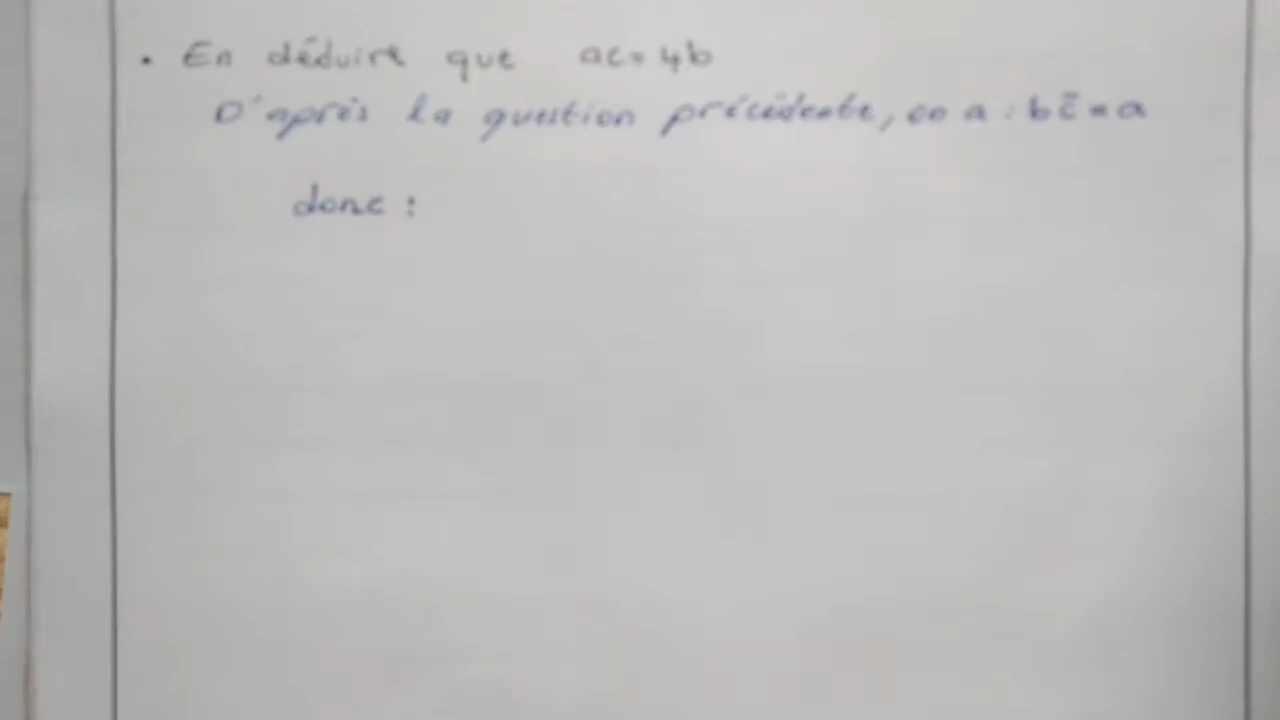 • En déduire que ac = 4b
D'après la question précédente, on a : bc̄ = a
donc :